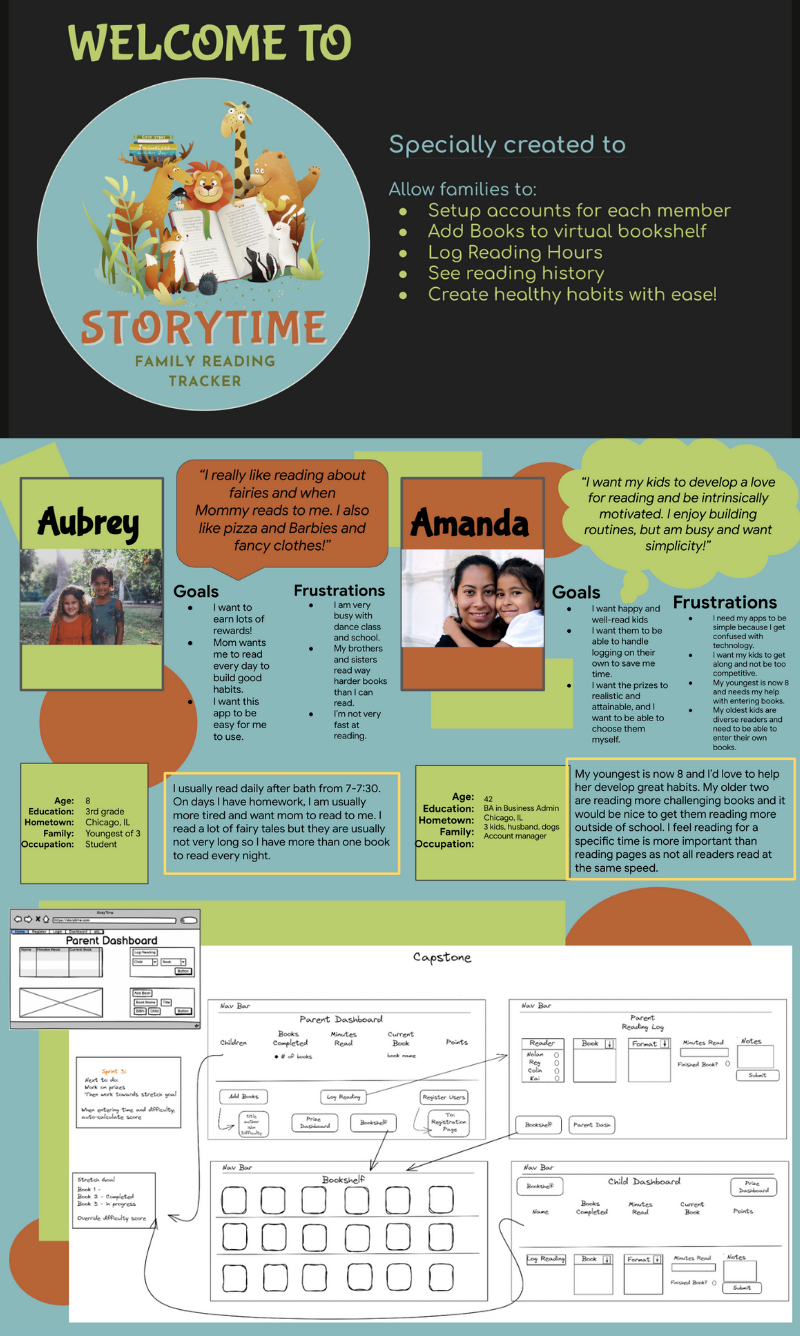 WELCOME TO
STORYTIME
FAMILY READING
TRACKER
Specially created to
Allow families to:
● Setup accounts for each member
● Add Books to virtual bookshelf
● Log Reading Hours
● See reading history
● Create healthy habits with ease!
Aubrey
“I really like reading about
fairies and when
Mommy reads to me. I also
like pizza and Barbies and
fancy clothes!”
Goals
● I want to
earn lots of
rewards!
● Mom wants
me to read
every day to
build good
habits.
● I want this
app to be
easy for me
to use.
Frustrations
● I am very
busy with
dance class
and school.
● My brothers
and sisters
read way
harder books
than I can
read.
● I’m not very
fast at
reading.
Age: 8
Education: 3rd grade
Hometown: Chicago, IL
Family: Youngest of 3
Occupation: Student
I usually read daily after bath from 7-7:30.
On days I have homework, I am usually
more tired and want mom to read to me. I
read a lot of fairy tales but they are usually
not very long so I have more than one book
to read every night.
Amanda
“I want my kids to develop a love
for reading and be intrinsically
motivated. I enjoy building
routines, but am busy and want
simplicity!”
Goals
● I want happy and
well-read kids
● I want them to be
able to handle
logging on their
own to save me
time.
● I want the prizes to
realistic and
attainable, and I
want to be able to
choose them
myself.
Frustrations
● I need my apps to be
simple because I get
confused with
technology.
● I want my kids to get
along and not be too
competitive.
● My youngest is now 8
and needs my help
with entering books.
● My oldest kids are
diverse readers and
need to be able to
enter their own
books.
Age: 42
Education: BA in Business Admin
Hometown: Chicago, IL
Family: 3 kids, husband, dogs
Occupation: Account manager
My youngest is now 8 and I’d love to help
her develop great habits. My older two
are reading more challenging books and it
would be nice to get them reading more
outside of school. I feel reading for a
specific time is more important than
reading pages as not all readers read at
the same speed.
StoryTime
https://storytime.com
Home Register Login Dashboard
Parent Dashboard
Name Minutes Read Current Book
Log Reading
Child Book
Button
Add Book
Book Name Title
ISBN Child Button
Capstone
Sprint 3:
Next to do:
Work on prizes
Then work towards stretch goal
When entering time and difficulty,
auto-calculate score
Stretch Goal
Book 1 -
Book 2 - Completed
Book 3 - in progress
Override difficulty score
Nav Bar
Parent Dashboard
Children
Books
Completed
Minutes
Read
Current
Book
Points
● # of books
book name
Add Books
Log Reading
Register Users
title
author
isbn
Difficulty
Prize
Dashboard
Bookshelf
To:
Registration
Page
Nav Bar
Parent
Reading Log
Reader
Nolan
Reg
Colin
Kai
Book
Format
Minutes Read
Finished Book?
Notes
Submit
Bookshelf
Parent Dash
Nav Bar
Bookshelf
Nav Bar
Bookshelf
Child Dashboard
Prize
Dashboard
Name
Books
Completed
Minutes
Read
Current
Book
Points
Log Reading
Book
Format
Minutes Read
Finished Book?
Notes
Submit